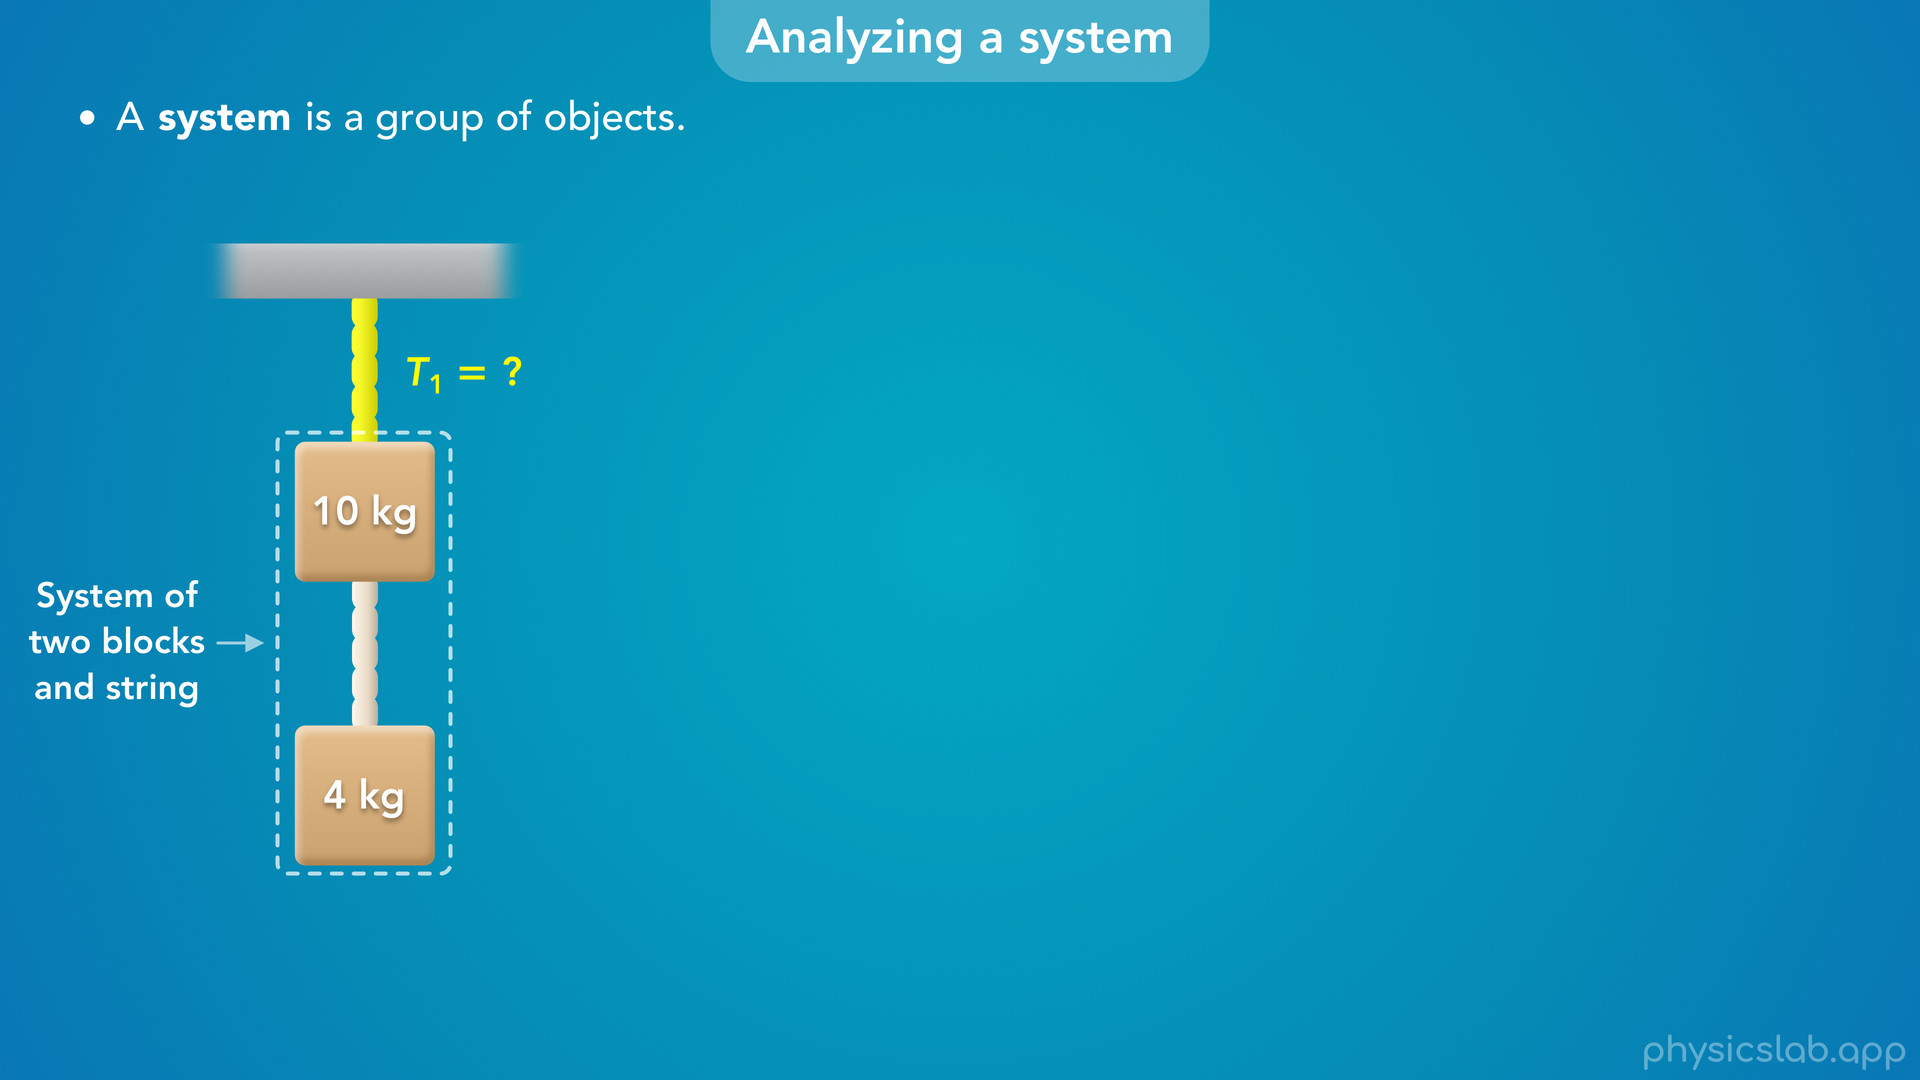 Analyzing a system
• A system is a group of objects.
T₁ = ?
10 kg
System of
two blocks
and string
4 kg
physicslab.app